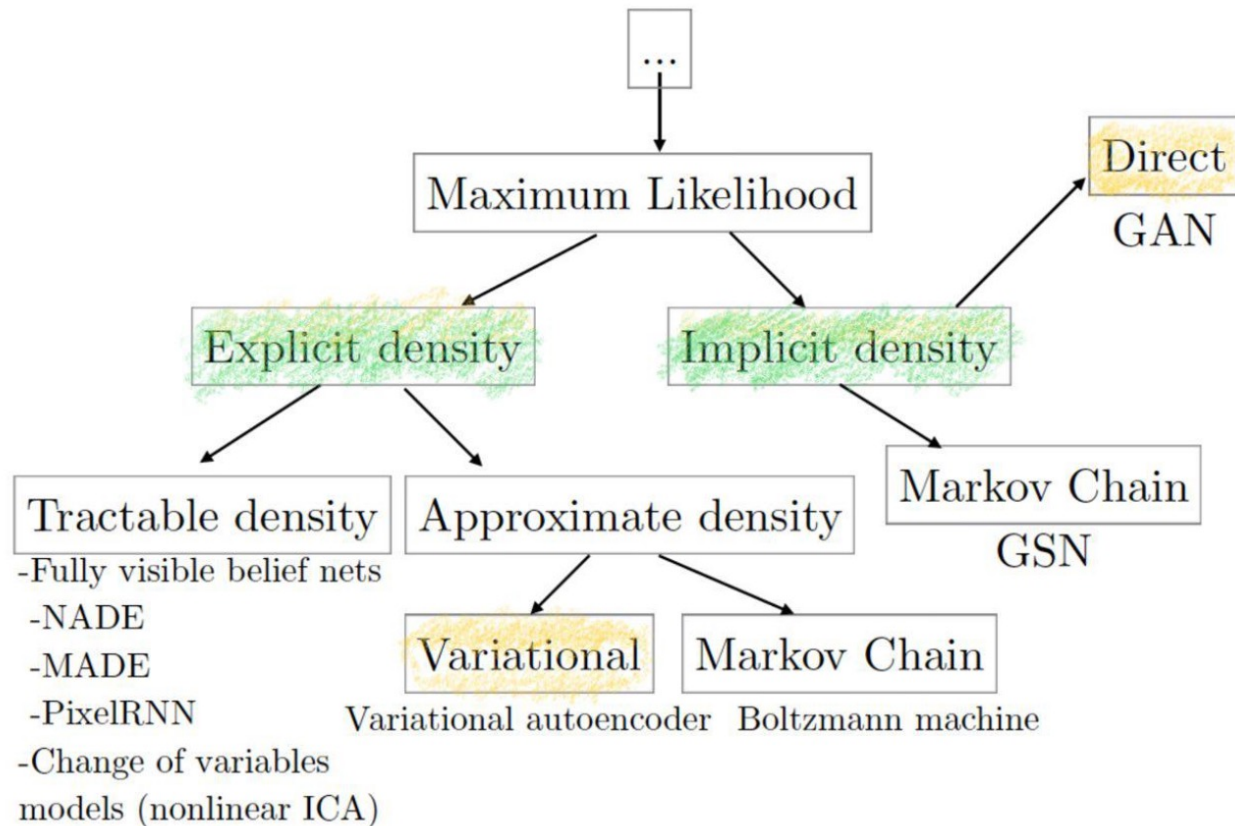 ...
Maximum Likelihood
Direct
GAN
Explicit density
Implicit density
Tractable density
-Fully visible belief nets
-NADE
-MADE
-PixelRNN
-Change of variables
models (nonlinear ICA)
Approximate density
Variational
Variational autoencoder
Markov Chain
Boltzmann machine
Markov Chain
GSN